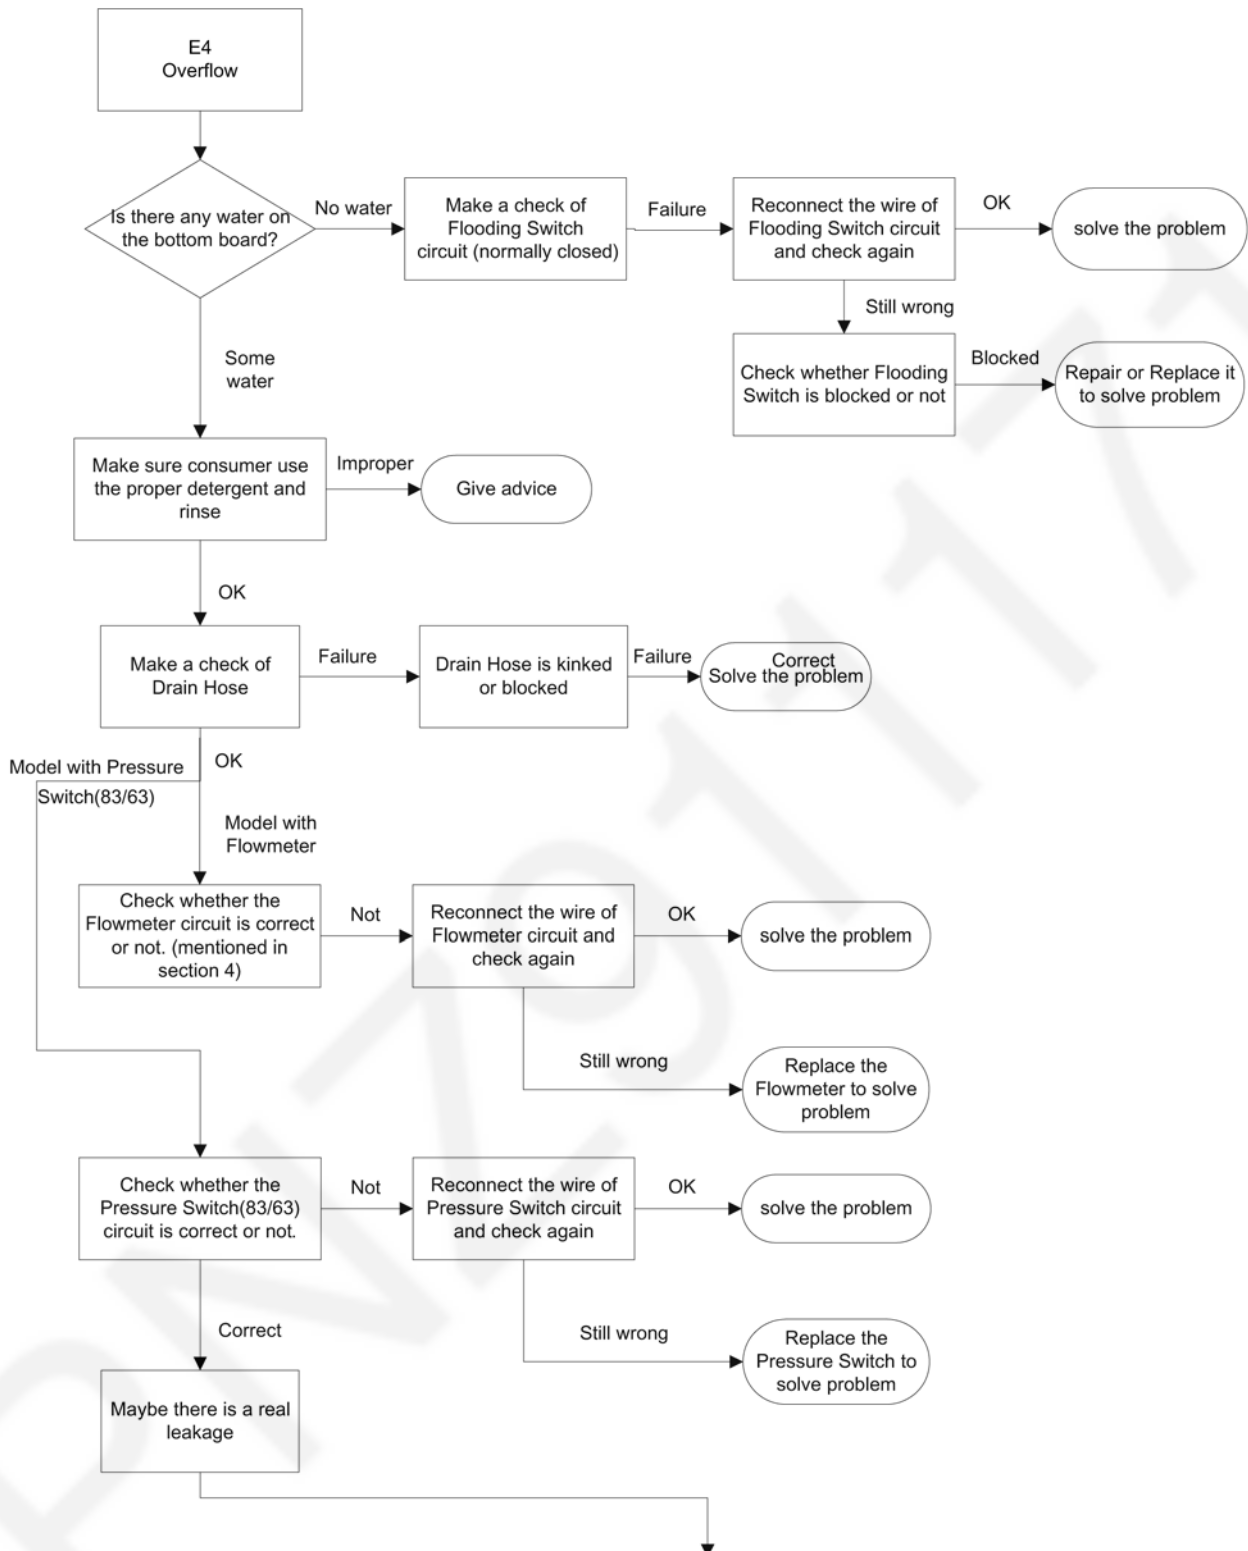 E4
Overflow
Is there any water on
the bottom board?
No water
Make a check of
Flooding Switch
circuit (normally closed)
Failure
Reconnect the wire of
Flooding Switch circuit
and check again
OK
solve the problem
Still wrong
Check whether Flooding
Switch is blocked or not
Blocked
Repair or Replace it
to solve problem
Some
water
Make sure consumer use
the proper detergent and
rinse
Improper
Give advice
OK
Make a check of
Drain Hose
Failure
Drain Hose is kinked
or blocked
Failure
Correct
Solve the problem
OK
Model with Pressure
Switch(83/63)
Model with
Flowmeter
Check whether the
Flowmeter circuit is correct
or not. (mentioned in
section 4)
Not
Reconnect the wire of
Flowmeter circuit and
check again
OK
solve the problem
Still wrong
Replace the
Flowmeter to solve
problem
Check whether the
Pressure Switch(83/63)
circuit is correct or not.
Not
Reconnect the wire of
Pressure Switch circuit
and check again
OK
solve the problem
Still wrong
Replace the
Pressure Switch to
solve problem
Correct
Maybe there is a real
leakage